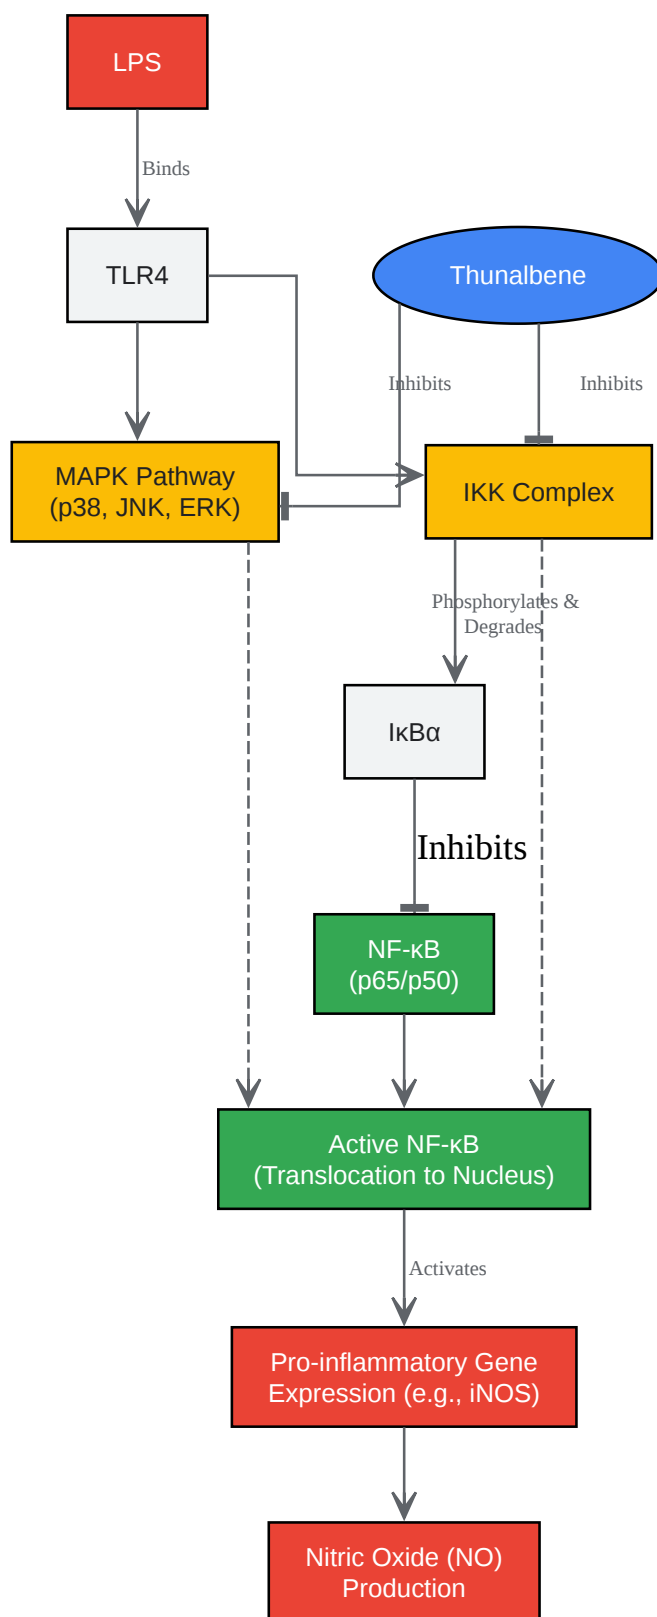 LPS
Binds
TLR4
Thunalbene
Inhibits
Inhibits
MAPK Pathway
(p38, JNK, ERK)
IKK Complex
Phosphorylates &
Degrades
IκBα
Inhibits
NF-κB
(p65/p50)
Active NF-κB
(Translocation to Nucleus)
Activates
Pro-inflammatory Gene
Expression (e.g., iNOS)
Nitric Oxide (NO)
Production